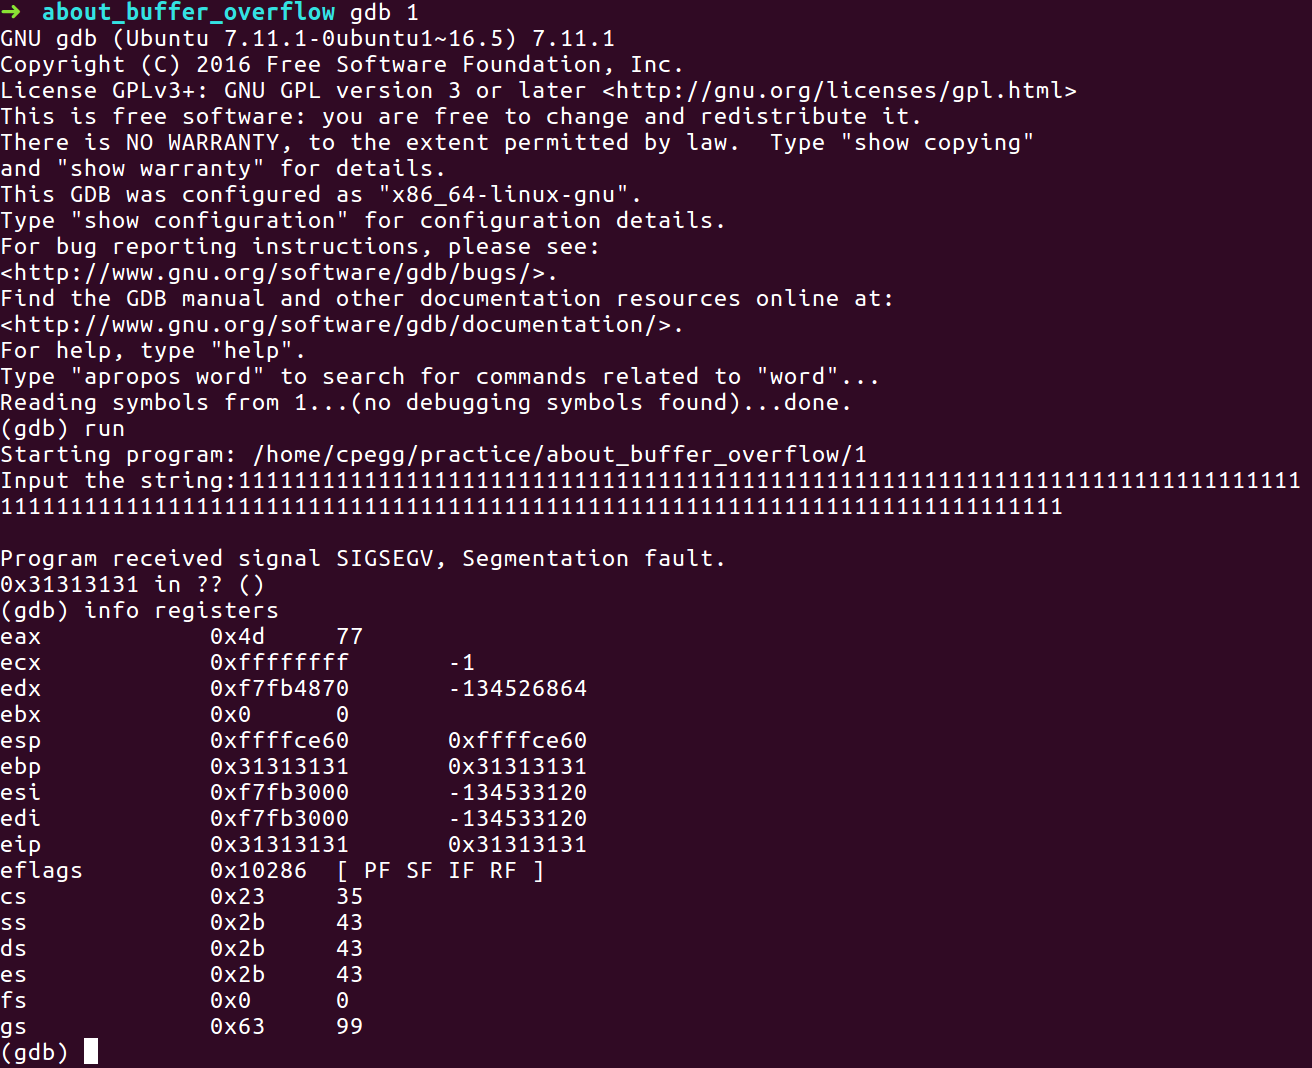 ➜  about_buffer_overflow gdb 1
GNU gdb (Ubuntu 7.11.1-0ubuntu1~16.5) 7.11.1
Copyright (C) 2016 Free Software Foundation, Inc.
License GPLv3+: GNU GPL version 3 or later <http://gnu.org/licenses/gpl.html>
This is free software: you are free to change and redistribute it.
There is NO WARRANTY, to the extent permitted by law.  Type "show copying"
and "show warranty" for details.
This GDB was configured as "x86_64-linux-gnu".
Type "show configuration" for configuration details.
For bug reporting instructions, please see:
<http://www.gnu.org/software/gdb/bugs/>.
Find the GDB manual and other documentation resources online at:
<http://www.gnu.org/software/gdb/documentation/>.
For help, type "help".
Type "apropos word" to search for commands related to "word"...
Reading symbols from 1...(no debugging symbols found)...done.
(gdb) run
Starting program: /home/cpegg/practice/about_buffer_overflow/1
Input the string:1111111111111111111111111111111111111111111111111111111111111111111111111111
1111111111111111111111111111111111111111111111111111111111111111111111111111
Program received signal SIGSEGV, Segmentation fault.
0x31313131 in ?? ()
(gdb) info registers
eax            0x4d     77
ecx            0xffffffff       -1
edx            0xf7fb4870       -134526864
ebx            0x0      0
esp            0xffffce60       0xffffce60
ebp            0x31313131       0x31313131
esi            0xf7fb3000       -134533120
edi            0xf7fb3000       -134533120
eip            0x31313131       0x31313131
eflags         0x10286  [ PF SF IF RF ]
cs             0x23     35
ss             0x2b     43
ds             0x2b     43
es             0x2b     43
fs             0x0      0
gs             0x63     99
(gdb)